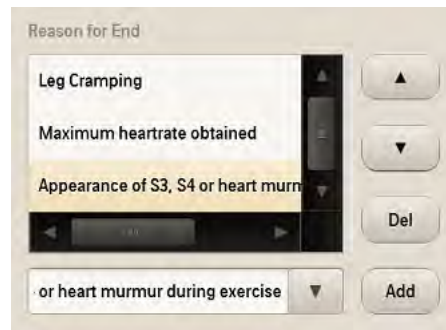 Reason for End
Leg Cramping
Maximum heartrate obtained
Appearance of S3, S4 or heart murn
Del
or heart murmur during exercise
Add